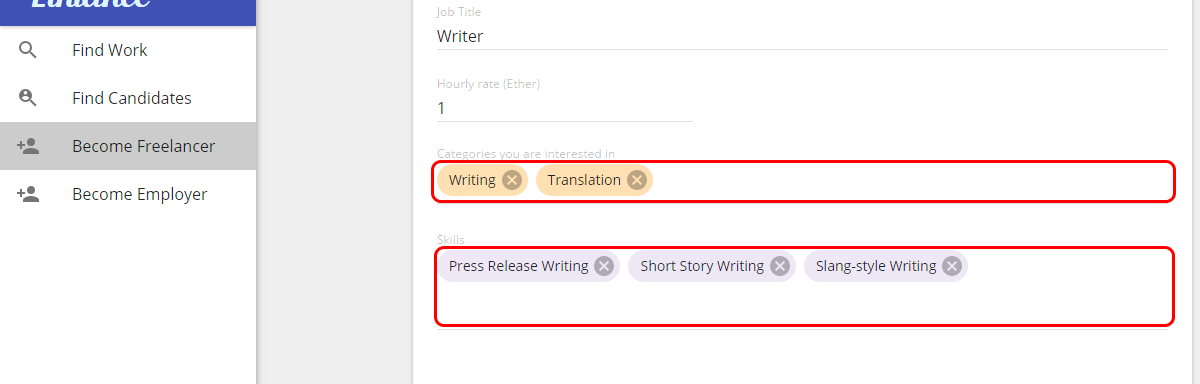 Find Work
Find Candidates
Become Freelancer
Become Employer
Job Title
Writer
Hourly rate (Ether)
1
Categories you are interested in
Writing Translation
Skills
Press Release Writing Short Story Writing Slang-style Writing